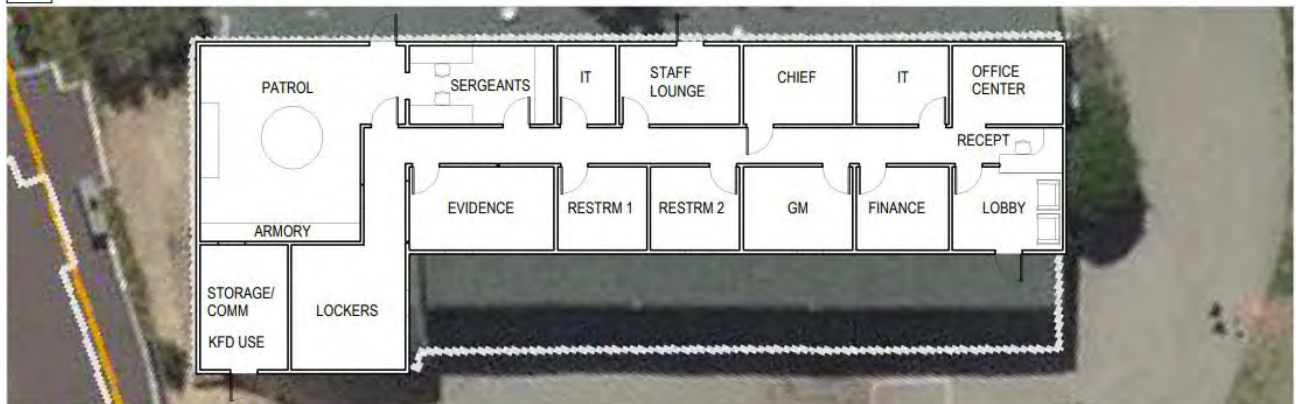 PATROL
SERGEANTS
IT
STAFF
LOUNGE
CHIEF
IT
OFFICE
CENTER
RECEPT
EVIDENCE
RESTRM 1
RESTRM 2
GM
FINANCE
LOBBY
ARMORY
STORAGE/
COMM
KFD USE
LOCKERS